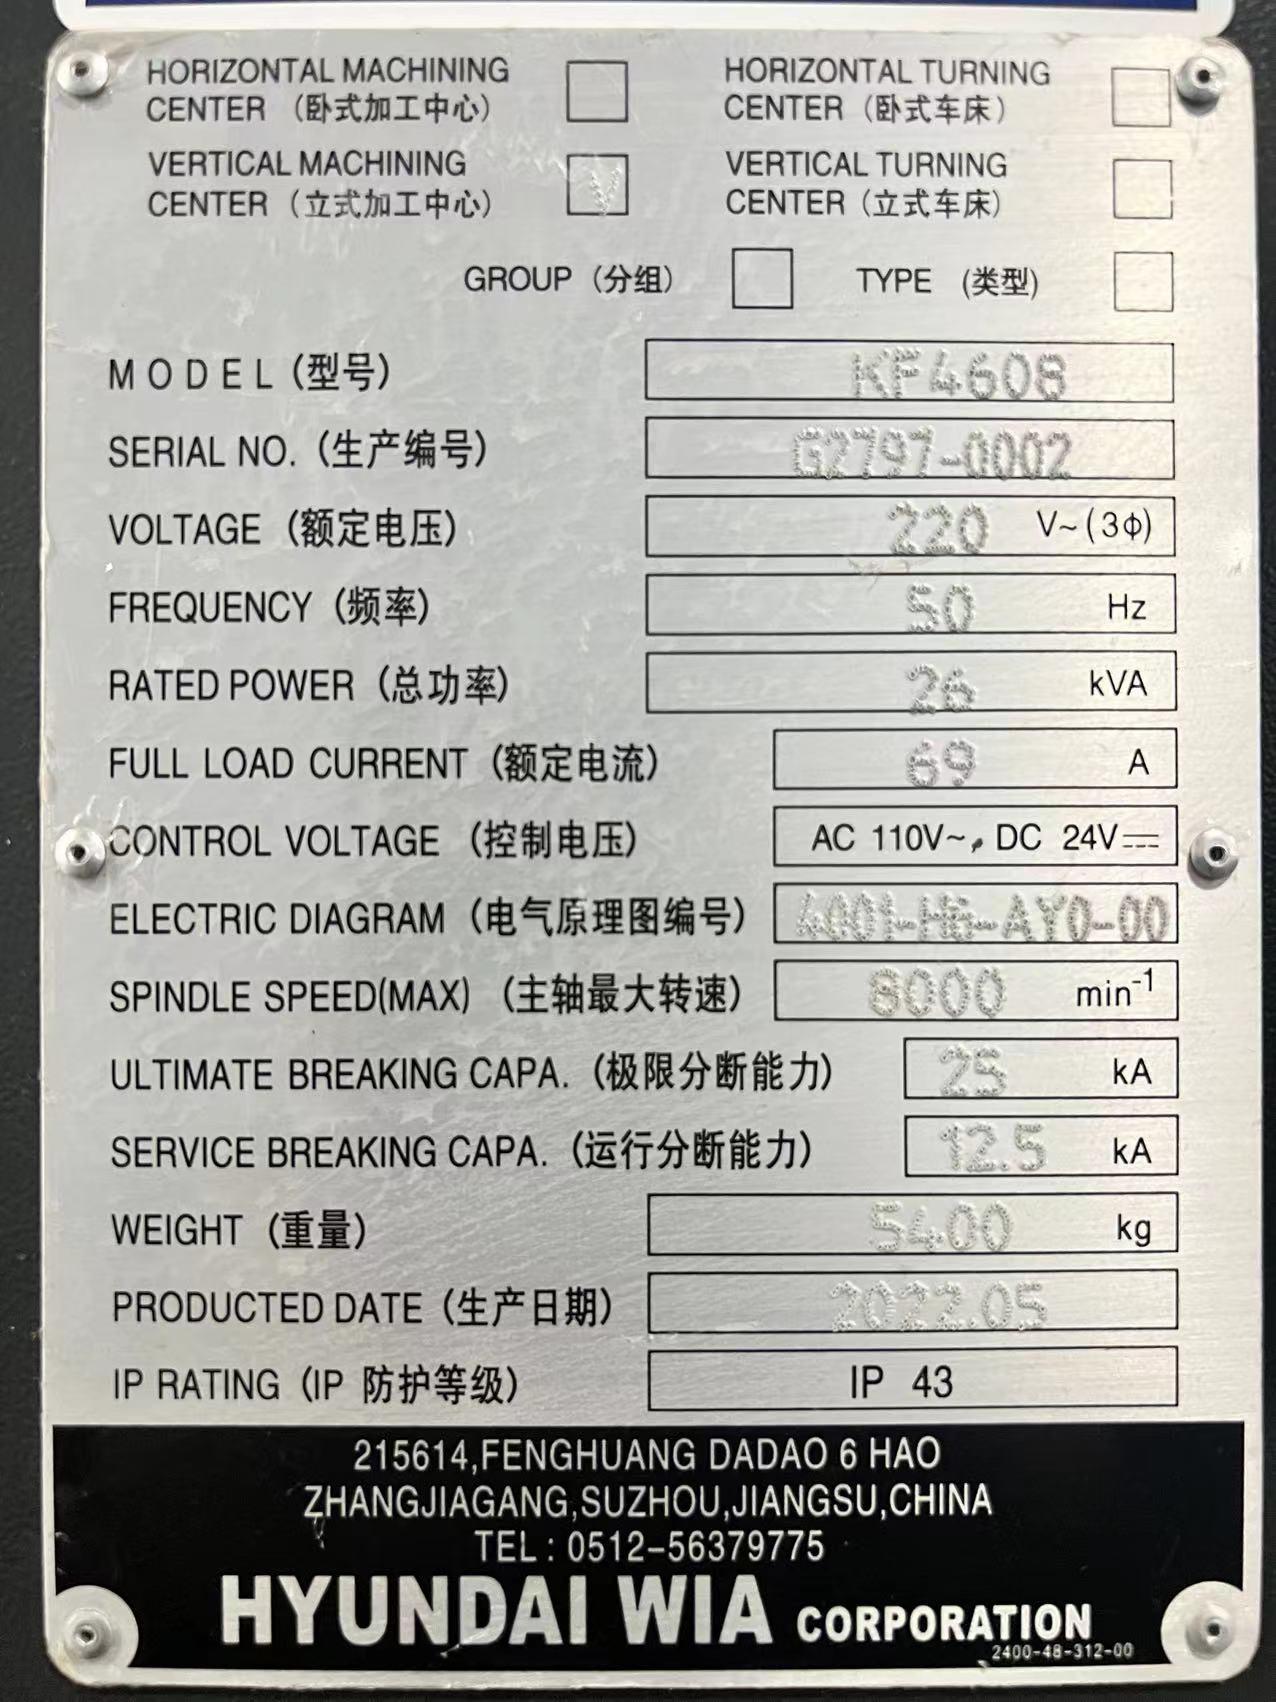 HORIZONTAL MACHINING CENTER (卧式加工中心)
HORIZONTAL TURNING CENTER (卧式车床)
VERTICAL MACHINING CENTER (立式加工中心) V
VERTICAL TURNING CENTER (立式车床)
GROUP (分组) TYPE (类型)
MODEL (型号) KF4608
SERIAL NO. (生产编号) G2797-0002
VOLTAGE (额定电压) 220 V~(3Φ)
FREQUENCY (频率) 50 Hz
RATED POWER (总功率) 26 kVA
FULL LOAD CURRENT (额定电流) 69 A
CONTROL VOLTAGE (控制电压) AC 110V~, DC 24V⎓
ELECTRIC DIAGRAM (电气原理图编号) 4001-H6-AY0-00
SPINDLE SPEED(MAX) (主轴最大转速) 8000 min⁻¹
ULTIMATE BREAKING CAPA. (极限分断能力) 25 kA
SERVICE BREAKING CAPA. (运行分断能力) 12.5 kA
WEIGHT (重量) 5400 kg
PRODUCTED DATE (生产日期) 2022.05
IP RATING (IP 防护等级) IP 43
215614,FENGHUANG DADAO 6 HAO
ZHANGJIAGANG,SUZHOU,JIANGSU,CHINA
TEL : 0512-56379775
HYUNDAI WIA CORPORATION
2400-48-312-00